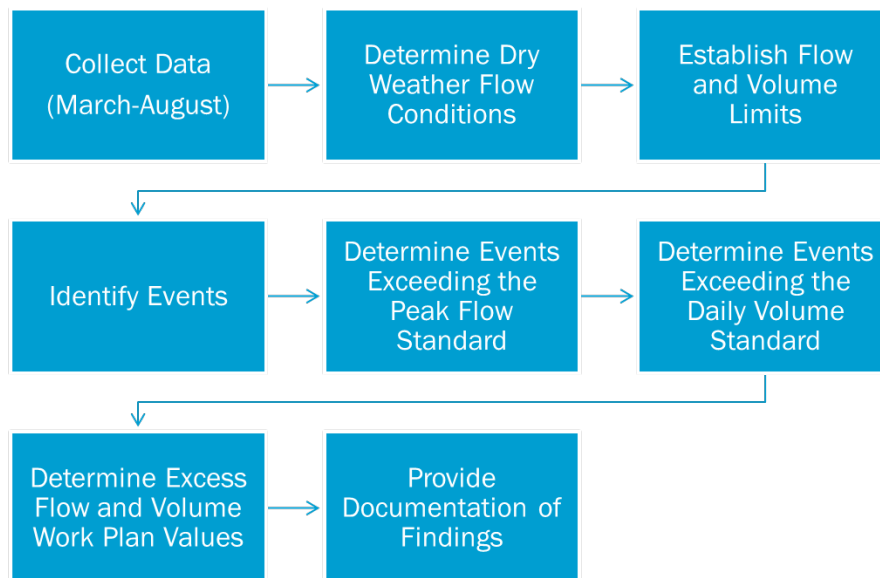 Collect Data
(March-August)
Determine Dry
Weather Flow
Conditions
Establish Flow
and Volume
Limits
Identify Events
Determine Events
Exceeding the
Peak Flow
Standard
Determine Events
Exceeding the
Daily Volume
Standard
Determine Excess
Flow and Volume
Work Plan Values
Provide
Documentation of
Findings